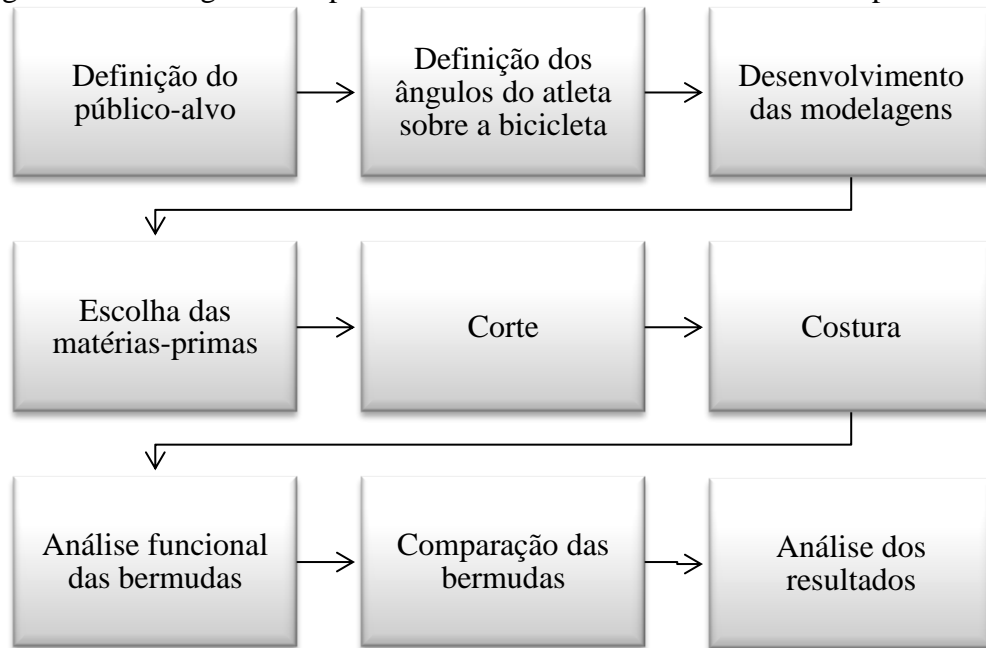 Definição do
público-alvo
Definição dos
ângulos do atleta
sobre a bicicleta
Desenvolvimento
das modelagens
Escolha das
matérias-primas
Corte
Costura
Análise funcional
das bermudas
Comparação das
bermudas
Análise dos
resultados